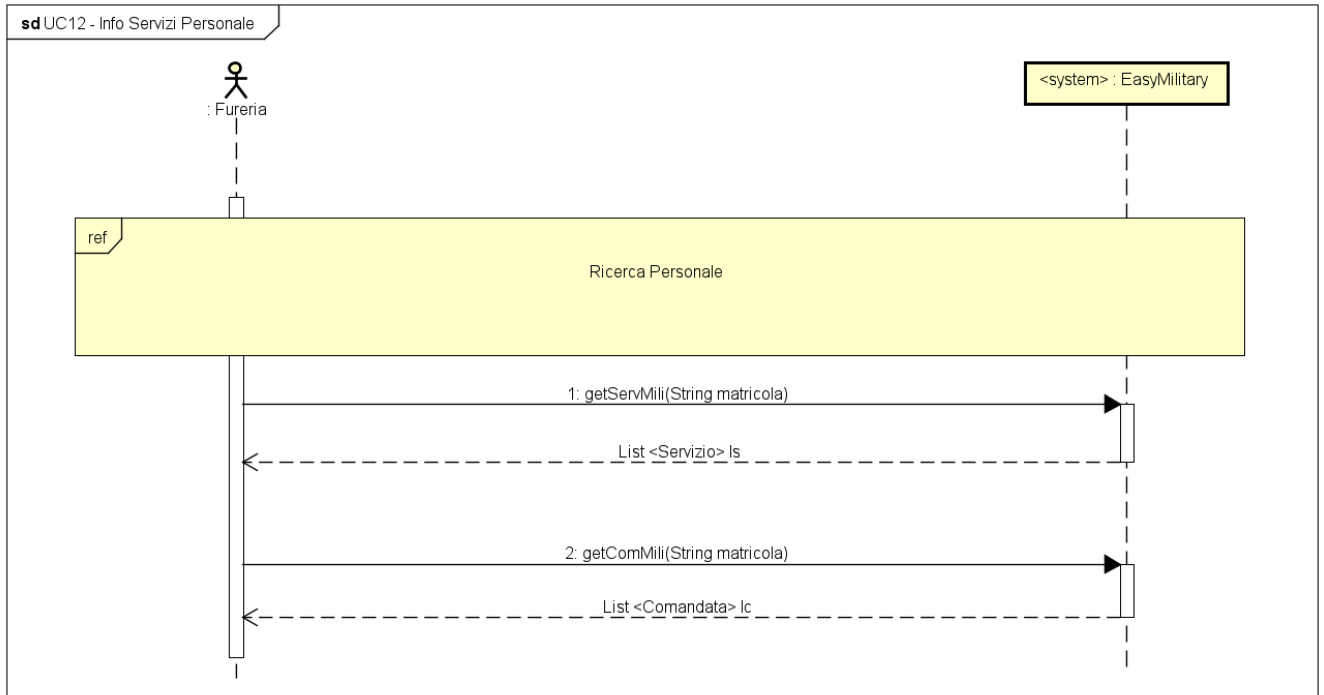 sd UC12 - Info Servizi Personale
: Fureria
<system> : EasyMilitary
ref
Ricerca Personale
1: getServMili(String matricola)
List <Servizio> ls
2: getComMili(String matricola)
List <Comandata> lc